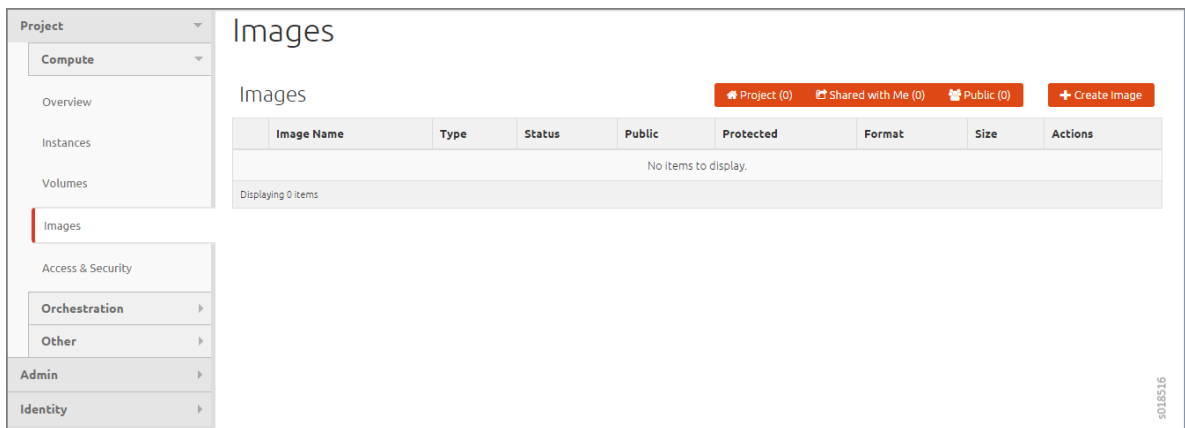 Project
Compute
Overview
Instances
Volumes
Images
Access & Security
Orchestration
Other
Admin
Identity
Images
Images
Project (0) Shared with Me (0) Public (0) Create Image
Image Name Type Status Public Protected Format Size Actions
No items to display.
Displaying 0 items
s018516